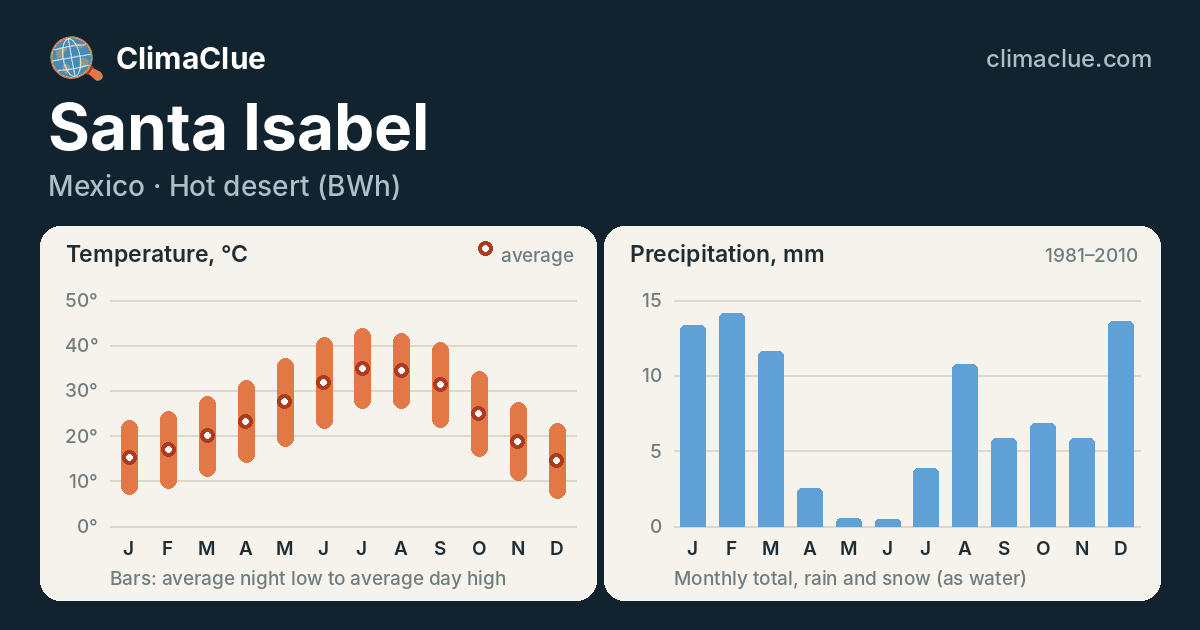 ClimaClue
climaclue.com
Santa Isabel
Mexico · Hot desert (BWh)
Temperature, °C
average
50°
40°
30°
20°
10°
0°
J F M A M J J A S O N D
Bars: average night low to average day high
Precipitation, mm
1981–2010
15
10
5
0
J F M A M J J A S O N D
Monthly total, rain and snow (as water)